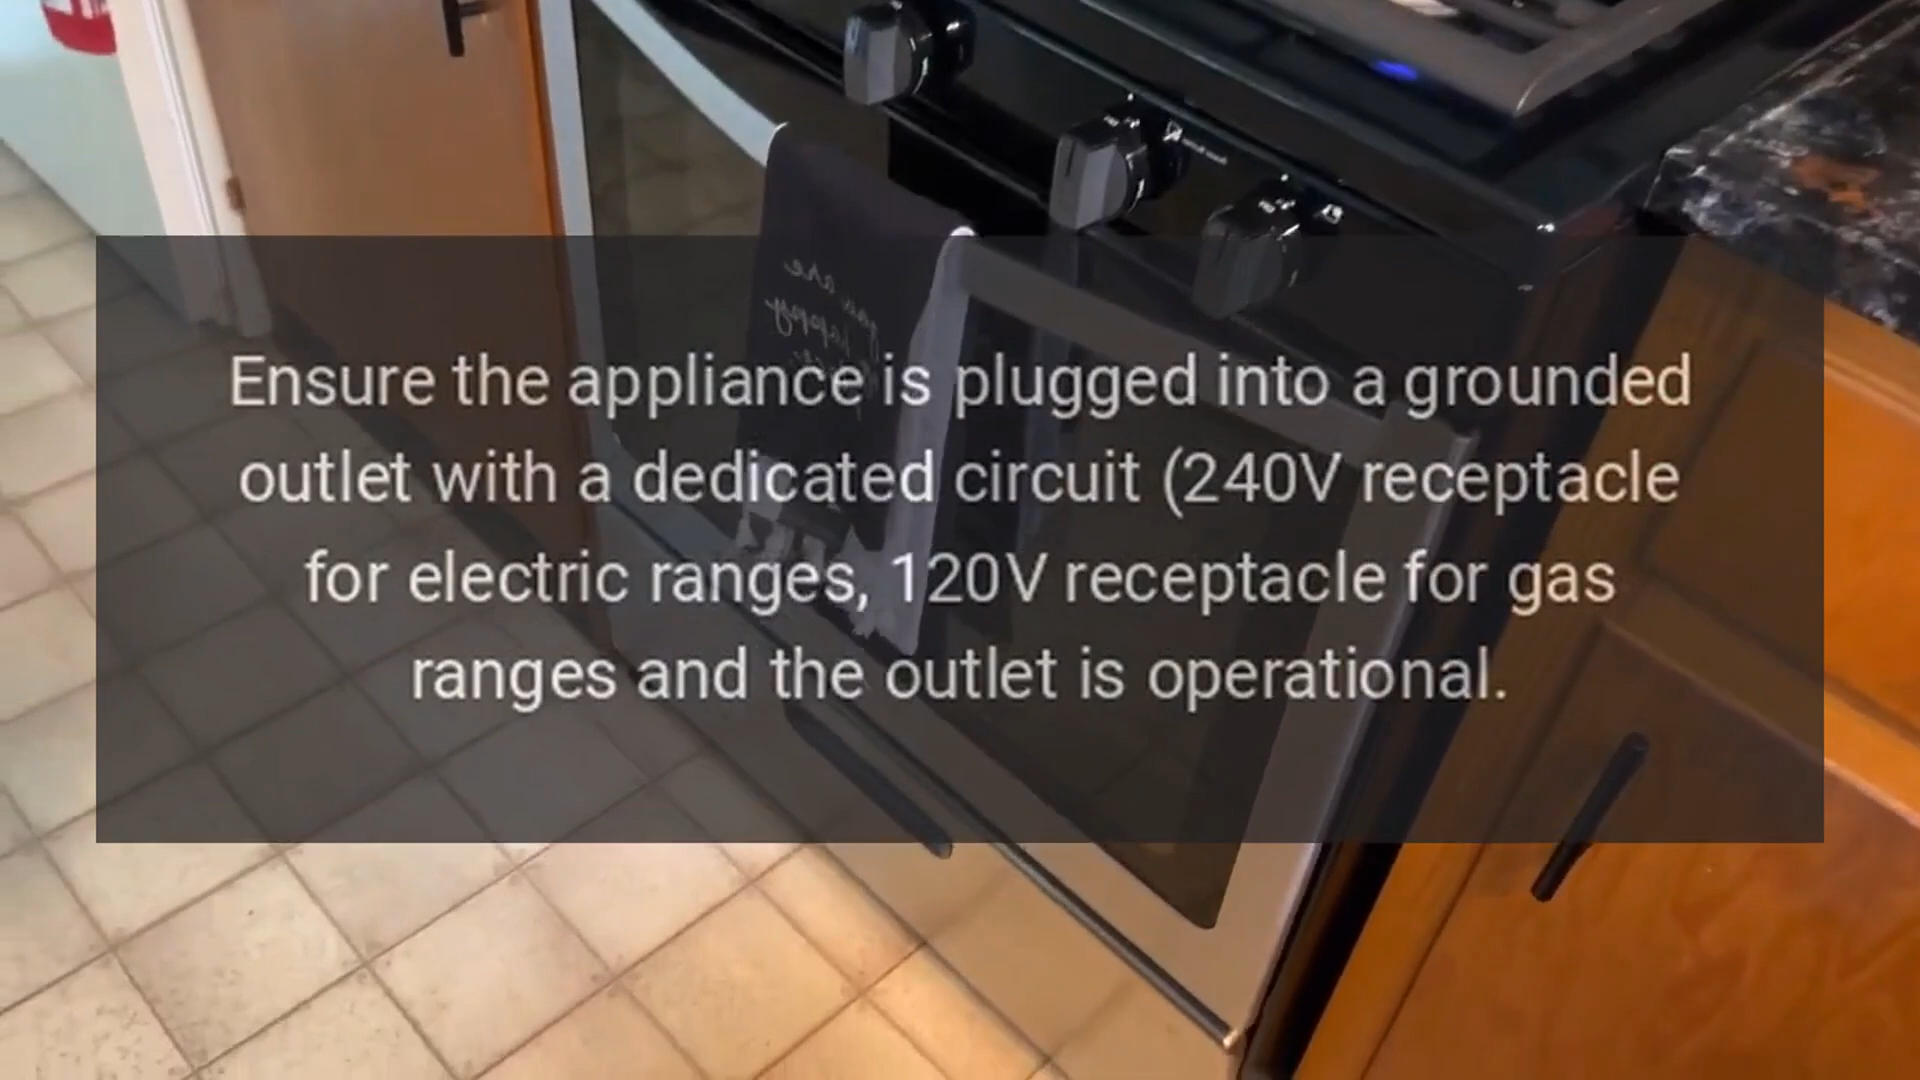 Ensure the appliance is plugged into a grounded
outlet with a dedicated circuit (240V receptacle
for electric ranges, 120V receptacle for gas
ranges and the outlet is operational.